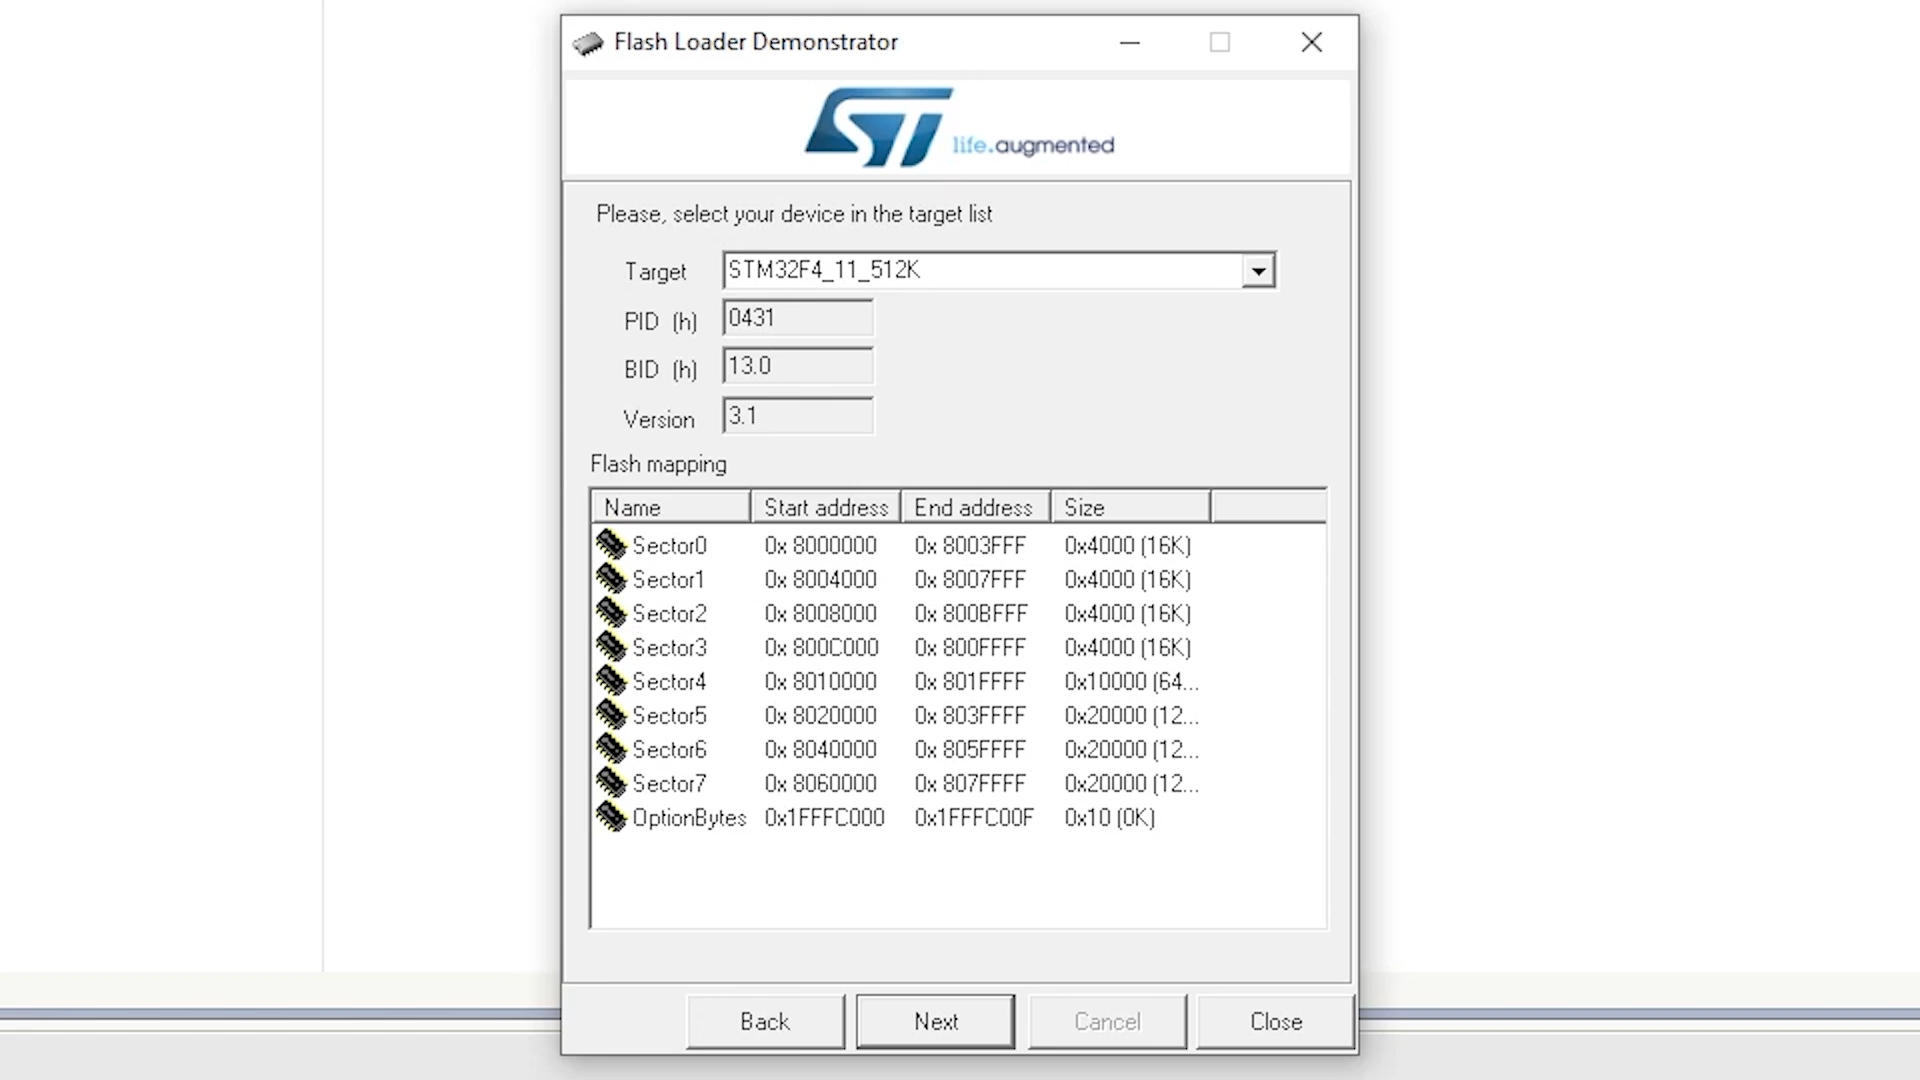 Flash Loader Demonstrator
ST life.augmented
Please, select your device in the target list
Target STM32F4_11_512K
PID (h) 0431
BID (h) 13.0
Version 3.1
Flash mapping
Name Start address End address Size
Sector0 0x 8000000 0x 8003FFF 0x4000 (16K)
Sector1 0x 8004000 0x 8007FFF 0x4000 (16K)
Sector2 0x 8008000 0x 800BFFF 0x4000 (16K)
Sector3 0x 800C000 0x 800FFFF 0x4000 (16K)
Sector4 0x 8010000 0x 801FFFF 0x10000 (64...
Sector5 0x 8020000 0x 803FFFF 0x20000 (12...
Sector6 0x 8040000 0x 805FFFF 0x20000 (12...
Sector7 0x 8060000 0x 807FFFF 0x20000 (12...
OptionBytes 0x1FFFC000 0x1FFFC00F 0x10 (0K)
Back Next Cancel Close